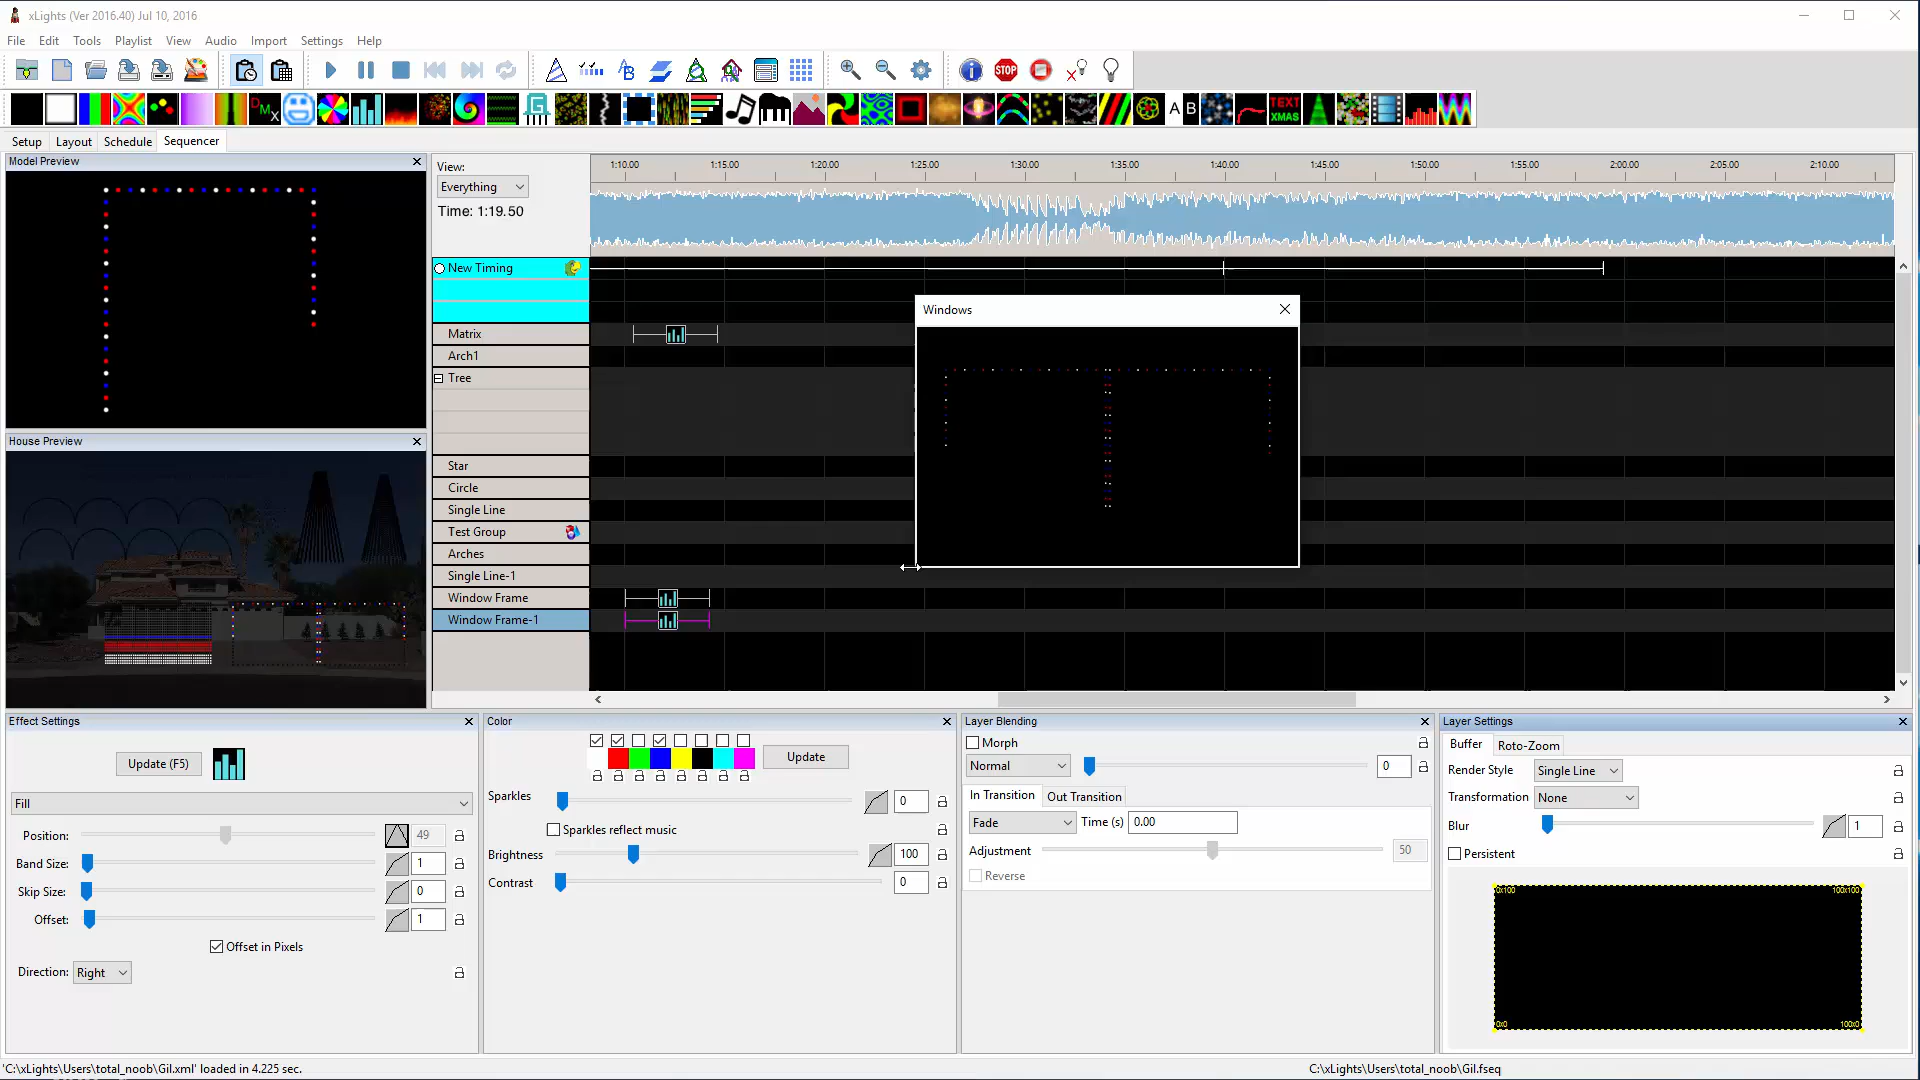 xLights (Ver 2016.40) Jul 10, 2016
File Edit Tools Playlist View Audio Import Settings Help
DMX A B TEXT XMAS
Setup Layout Schedule Sequencer
Model Preview
View:
Everything
Time: 1:19.50
1:10.00 1:15.00 1:20.00 1:25.00 1:30.00 1:35.00 1:40.00 1:45.00 1:50.00 1:55.00 2:00.00 2:05.00 2:10.00
New Timing
Matrix
Arch1
Tree
Star
Circle
Single Line
Test Group
Arches
Single Line-1
Window Frame
Window Frame-1
Windows
House Preview
Effect Settings
Update (F5)
Fill
Position: 49
Band Size: 1
Skip Size: 0
Offset: 1
Offset in Pixels
Direction: Right
Color
Update
Sparkles 0
Sparkles reflect music
Brightness 100
Contrast 0
Layer Blending
Morph
Normal 0
In Transition Out Transition
Fade Time (s) 0.00
Adjustment 50
Reverse
Layer Settings
Buffer Roto-Zoom
Render Style Single Line
Transformation None
Blur 1
Persistent
0x100 100x100
0x0 100x0
'C:\xLights\Users\total_noob\Gil.xml' loaded in 4.225 sec.
C:\xLights\Users\total_noob\Gil.fseq